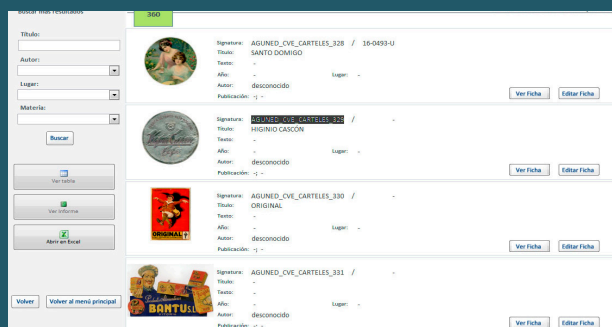 Buscar más resultados
360
Título:
Autor:
Lugar:
Materia:
Buscar
Ver tabla
Ver informe
Abrir en Excel
Volver Volver al menú principal
Signatura: AGUNED_CVE_CARTELES_328 / 16-0493-U
Título: SANTO DOMIGO
Texto: -
Año: - Lugar: -
Autor: desconocido
Publicación: -; -
Ver Ficha Editar Ficha
Signatura: AGUNED_CVE_CARTELES_329 / -
Título: HIGINIO CASCÓN
Texto: -
Año: - Lugar: -
Autor: desconocido
Publicación: -; -
Ver Ficha Editar Ficha
ORIGINAL
Signatura: AGUNED_CVE_CARTELES_330 / -
Título: ORIGINAL
Texto: -
Año: - Lugar: -
Autor: desconocido
Publicación: -; -
Ver Ficha Editar Ficha
BANTÚ S.L.
Signatura: AGUNED_CVE_CARTELES_331 / -
Título: -
Texto: -
Año: - Lugar: -
Autor: desconocido
Publicación: -; -
Ver Ficha Editar Ficha